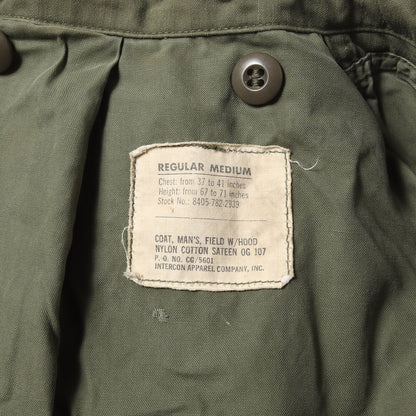 REGULAR MEDIUM
Chest: from 37 to 41 inches
Height: from 67 to 71 inches
Stock No.: 8405-782-2939
COAT, MAN'S, FIELD W/HOOD
NYLON COTTON SATEEN OG 107
P. O. NO. CG/5601
INTERCON APPAREL COMPANY, INC.